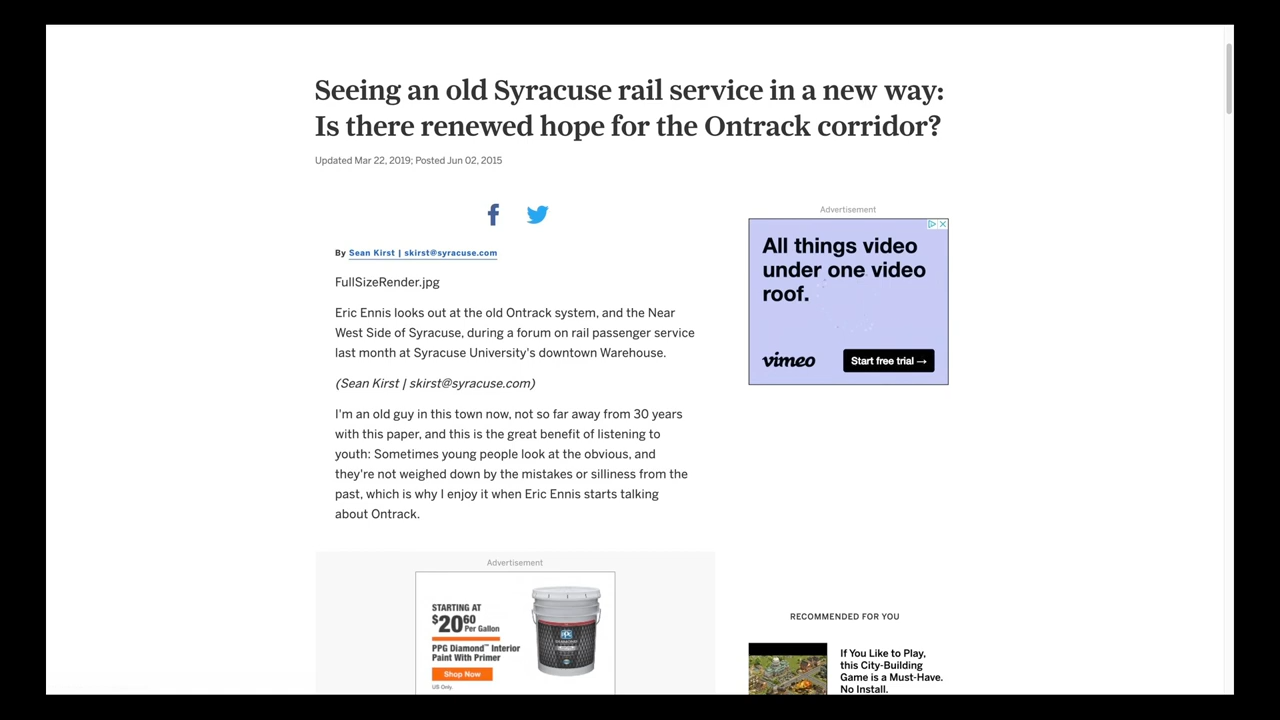 Seeing an old Syracuse rail service in a new way:
Is there renewed hope for the Ontrack corridor?
Updated Mar 22, 2019; Posted Jun 02, 2015
By Sean Kirst | skirst@syracuse.com
FullSizeRender.jpg
Eric Ennis looks out at the old Ontrack system, and the Near
West Side of Syracuse, during a forum on rail passenger service
last month at Syracuse University's downtown Warehouse.
(Sean Kirst | skirst@syracuse.com)
I'm an old guy in this town now, not so far away from 30 years
with this paper, and this is the great benefit of listening to
youth: Sometimes young people look at the obvious, and
they're not weighed down by the mistakes or silliness from the
past, which is why I enjoy it when Eric Ennis starts talking
about Ontrack.
Advertisement
STARTING AT
$2060 Per Gallon
PPG Diamond™ Interior
Paint With Primer
Shop Now
US Only.
PPG
Advertisement
All things video
under one video
roof.
vimeo
Start free trial →
RECOMMENDED FOR YOU
If You Like to Play,
this City-Building
Game is a Must-Have.
No Install.